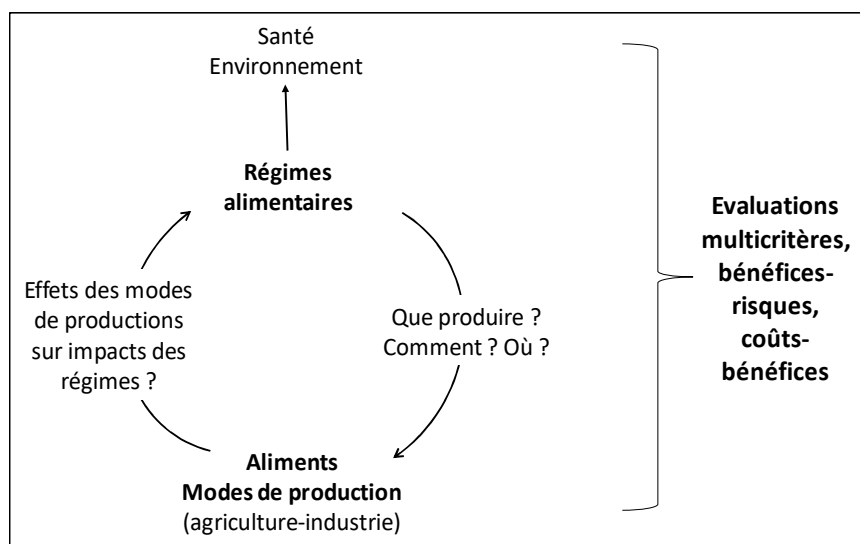 Santé
Environnement
Régimes
alimentaires
Effets des modes
de productions
sur impacts des
régimes ?
Que produire ?
Comment ? Où ?
Aliments
Modes de production
(agriculture-industrie)
Evaluations
multicritères,
bénéfices-
risques,
coûts-
bénéfices